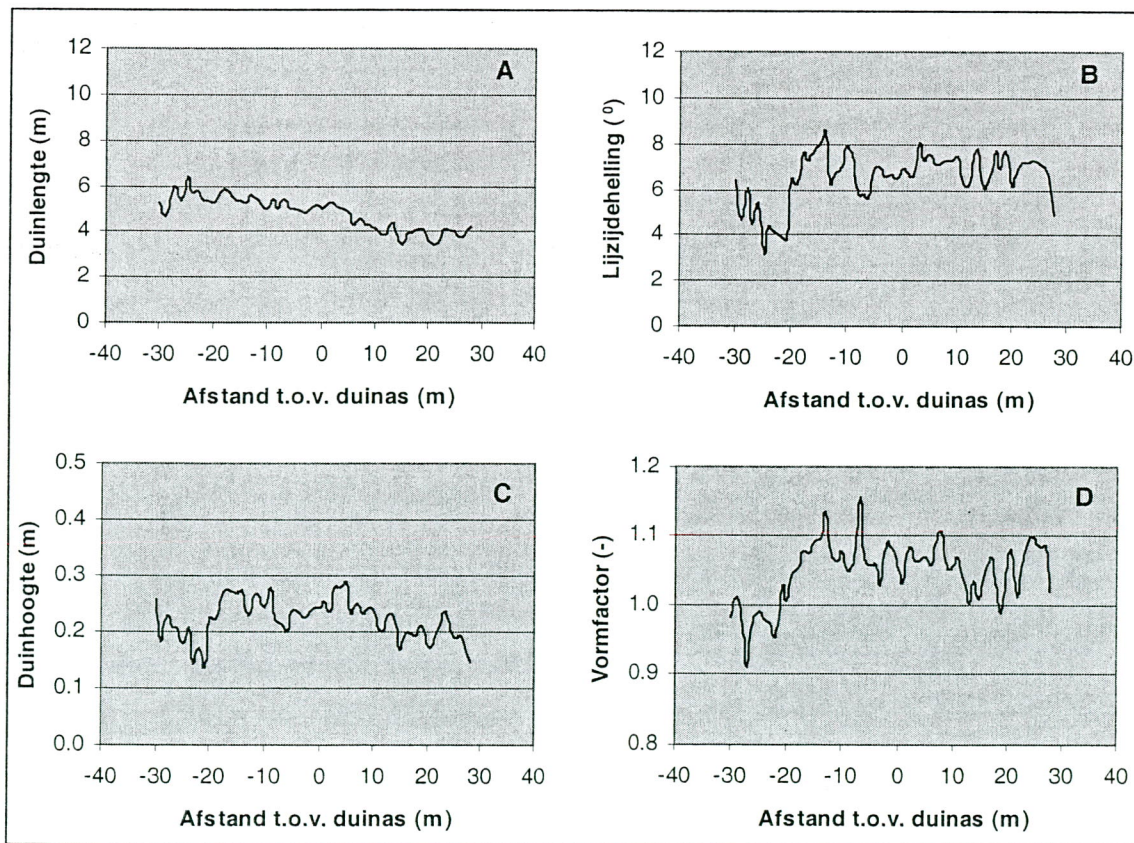 A
Duinlengte (m)
12
10
8
6
4
2
0
-40 -30 -20 -10 0 10 20 30 40
Afstand t.o.v. duinas (m)
B
Lijzijdehelling (⁰)
12
10
8
6
4
2
0
-40 -30 -20 -10 0 10 20 30 40
Afstand t.o.v. duinas (m)
C
Duinhoogte (m)
0.5
0.4
0.3
0.2
0.1
0.0
-40 -30 -20 -10 0 10 20 30 40
Afstand t.o.v. duinas (m)
D
Vormfactor (-)
1.2
1.1
1.0
0.9
0.8
-40 -30 -20 -10 0 10 20 30 40
Afstand t.o.v. duinas (m)